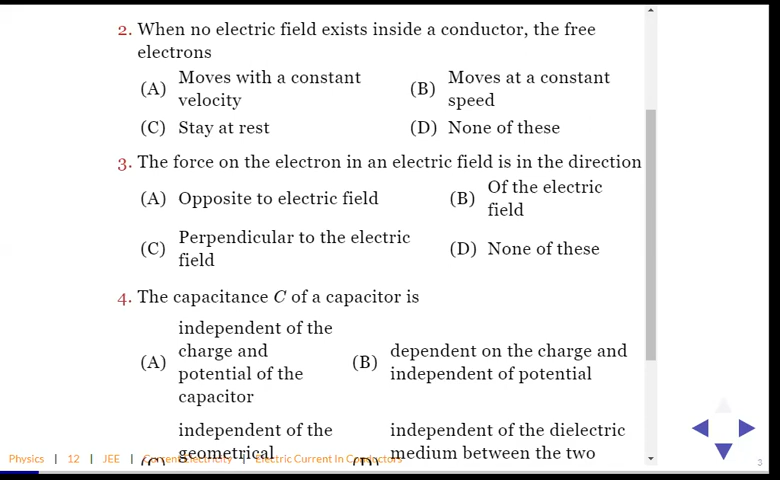 2. When no electric field exists inside a conductor, the free
electrons
(A) Moves with a constant velocity
(B) Moves at a constant speed
(C) Stay at rest
(D) None of these
3. The force on the electron in an electric field is in the direction
(A) Opposite to electric field
(B) Of the electric field
(C) Perpendicular to the electric field
(D) None of these
4. The capacitance C of a capacitor is
(A) independent of the charge and potential of the capacitor
(B) dependent on the charge and independent of potential
(C) independent of the geometrical
(D) independent of the dielectric medium between the two
Physics | 12 | JEE | Current Electricity | Electric Current In Conductors
3